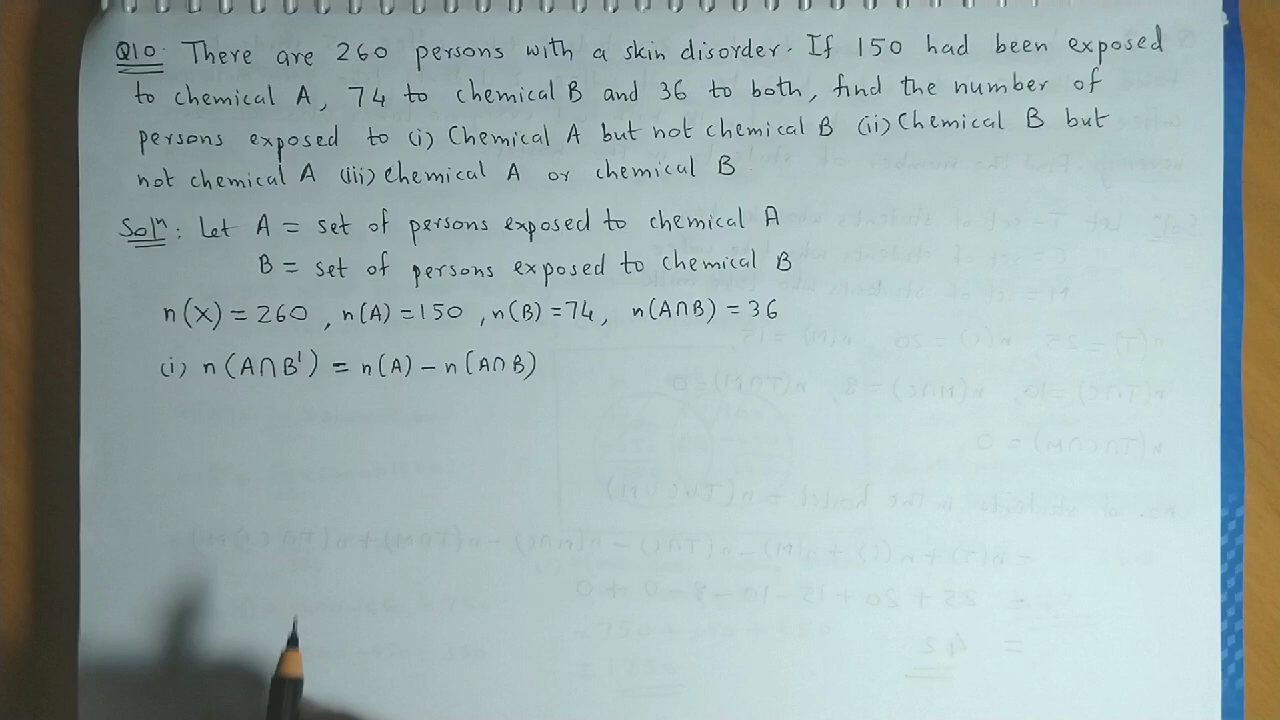 Q10. There are 260 persons with a skin disorder. If 150 had been exposed
to chemical A, 74 to chemical B and 36 to both, find the number of
persons exposed to (i) Chemical A but not chemical B (ii) Chemical B but
not chemical A (iii) Chemical A or chemical B
Solⁿ: Let A = set of persons exposed to chemical A
B = set of persons exposed to chemical B
n(X) = 260, n(A) = 150, n(B) = 74, n(A∩B) = 36
(i) n(A∩B') = n(A) – n(A∩B)